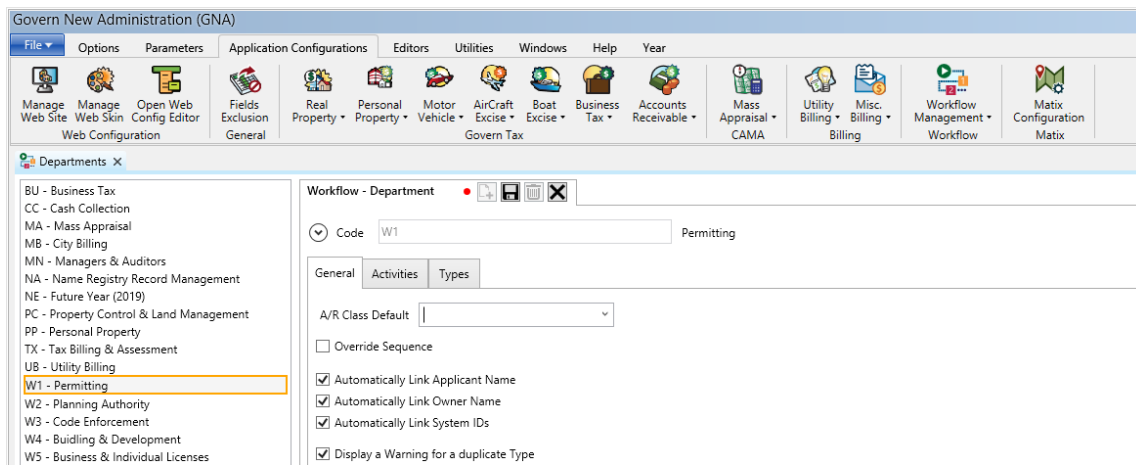 Govern New Administration (GNA)
File Options Parameters Application Configurations Editors Utilities Windows Help Year
Manage Web Site
Manage Web Skin
Open Web Config Editor
Fields Exclusion
Real Property
Personal Property
Motor Vehicle
AirCraft Excise
Boat Excise
Business Tax
Accounts Receivable
Mass Appraisal
Utility Billing
Misc. Billing
Workflow Management
Matix Configuration
Web Configuration General Govern Tax CAMA Billing Workflow Matix
Departments
BU - Business Tax
CC - Cash Collection
MA - Mass Appraisal
MB - City Billing
MN - Managers & Auditors
NA - Name Registry Record Management
NE - Future Year (2019)
PC - Property Control & Land Management
PP - Personal Property
TX - Tax Billing & Assessment
UB - Utility Billing
W1 - Permitting
W2 - Planning Authority
W3 - Code Enforcement
W4 - Buidling & Development
W5 - Business & Individual Licenses
Workflow - Department
Code W1 Permitting
General Activities Types
A/R Class Default
Override Sequence
Automatically Link Applicant Name
Automatically Link Owner Name
Automatically Link System IDs
Display a Warning for a duplicate Type